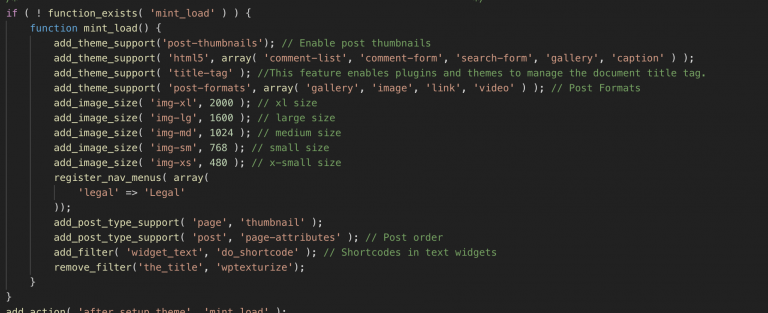 if ( ! function_exists( 'mint_load' ) ) {
function mint_load() {
add_theme_support('post-thumbnails'); // Enable post thumbnails
add_theme_support( 'html5', array( 'comment-list', 'comment-form', 'search-form', 'gallery', 'caption' ) );
add_theme_support( 'title-tag' ); //This feature enables plugins and themes to manage the document title tag.
add_theme_support( 'post-formats', array( 'gallery', 'image', 'link', 'video' ) ); // Post Formats
add_image_size( 'img-xl', 2000 ); // xl size
add_image_size( 'img-lg', 1600 ); // large size
add_image_size( 'img-md', 1024 ); // medium size
add_image_size( 'img-sm', 768 ); // small size
add_image_size( 'img-xs', 480 ); // x-small size
register_nav_menus( array(
'legal' => 'Legal'
));
add_post_type_support( 'page', 'thumbnail' );
add_post_type_support( 'post', 'page-attributes' ); // Post order
add_filter( 'widget_text', 'do_shortcode' ); // Shortcodes in text widgets
remove_filter('the_title', 'wptexturize');
}
}
add_action( 'after_setup_theme', 'mint_load' );